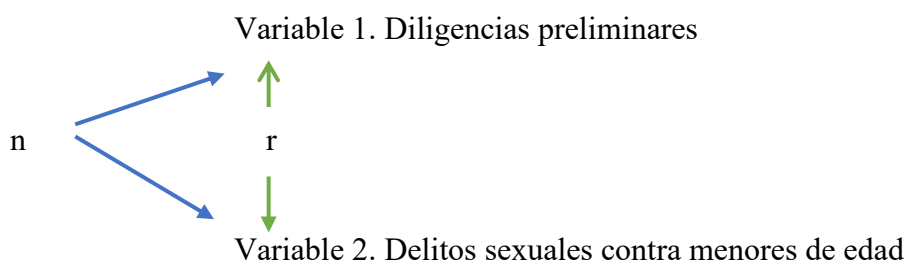 Variable 1. Diligencias preliminares
n r
Variable 2. Delitos sexuales contra menores de edad